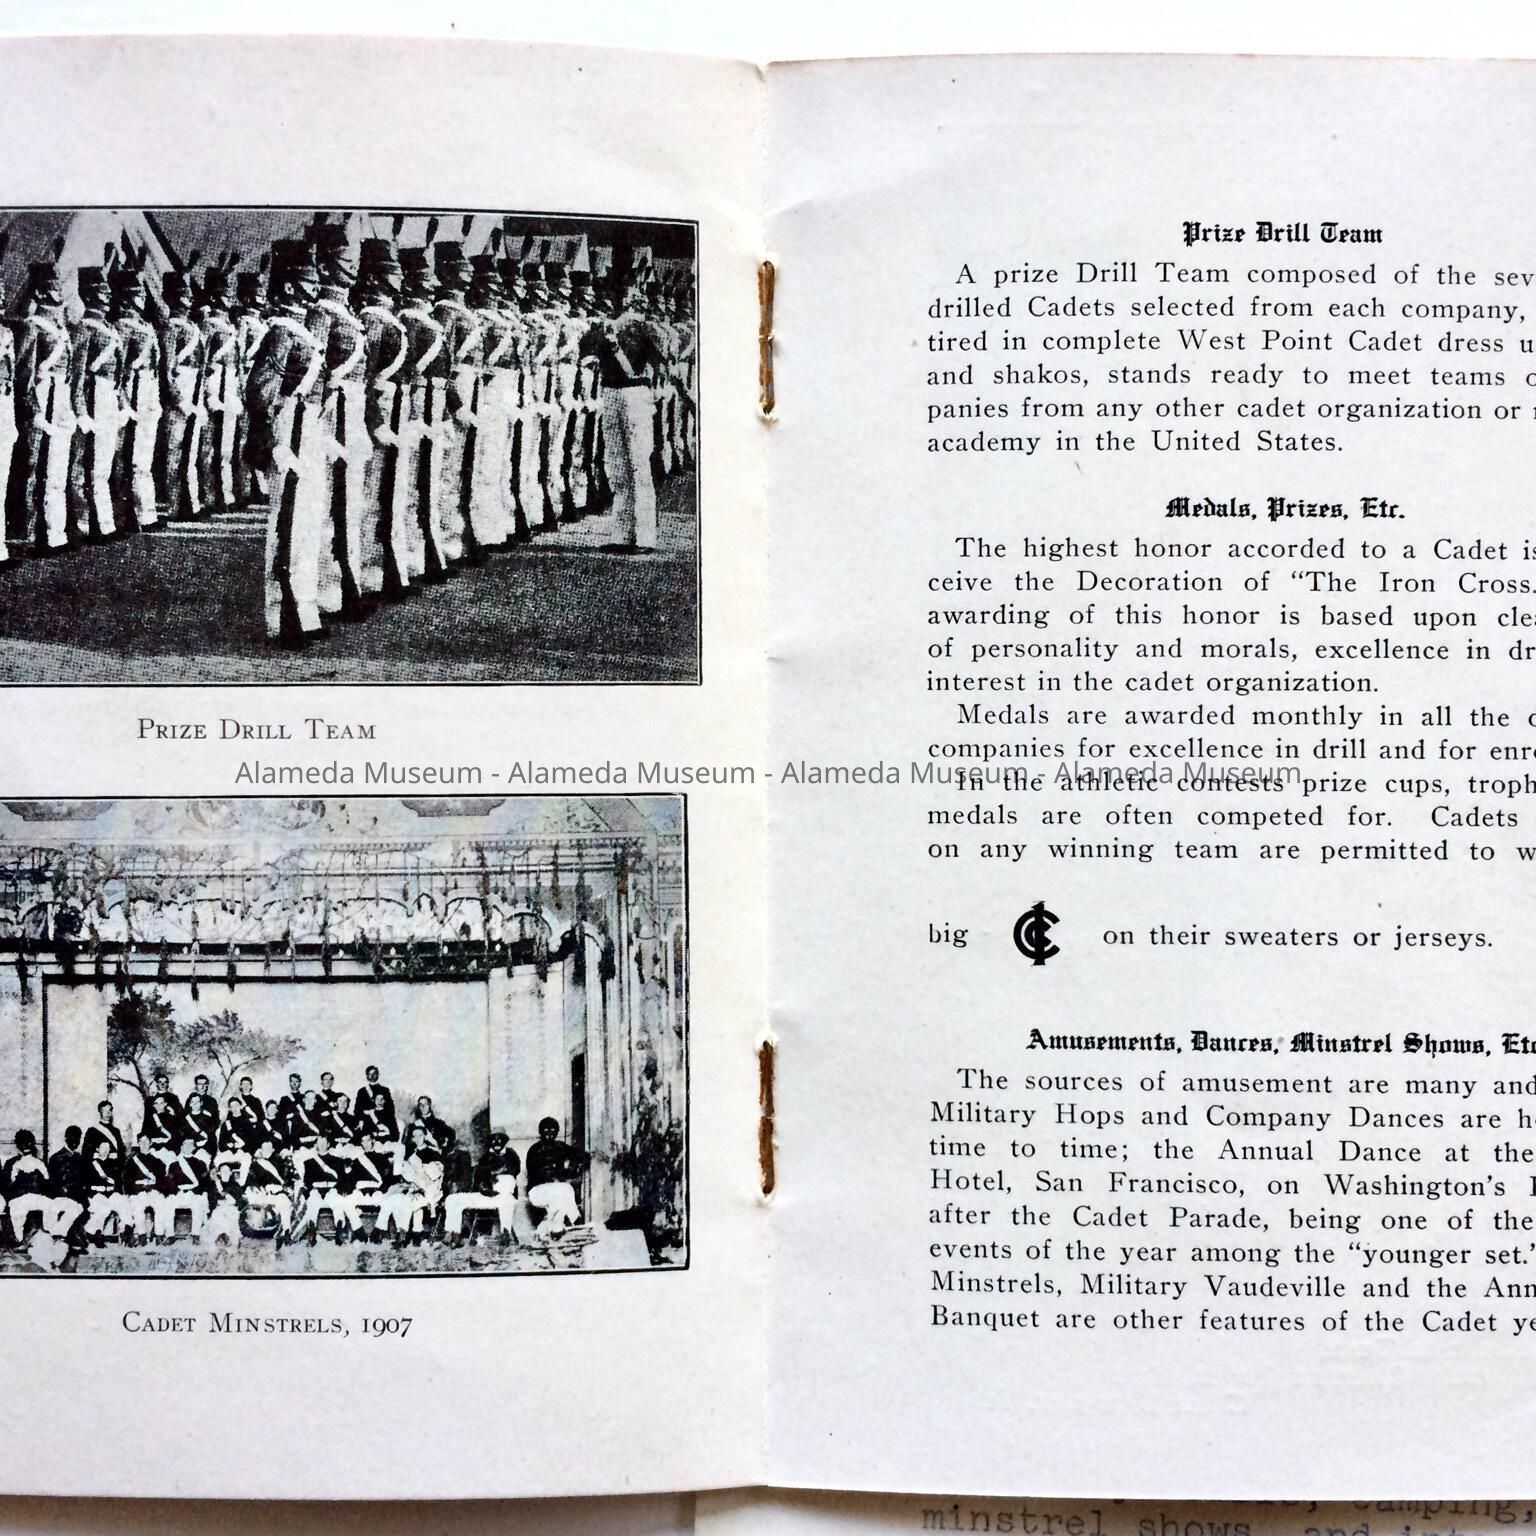 Prize Drill Team
Cadet Minstrels, 1907
Prize Drill Team
A prize Drill Team composed of the
drilled Cadets selected from each company,
tired in complete West Point Cadet dress
and shakos, stands ready to meet teams
panies from any other cadet organization or
academy in the United States.
Medals, Prizes, Etc.
The highest honor accorded to a Cadet
ceive the Decoration of “The Iron Cross.
awarding of this honor is based upon
of personality and morals, excellence in
interest in the cadet organization.
Medals are awarded monthly in all the
companies for excellence in drill and for
Alameda Museum - Alameda Museum - Alameda Museum - Alameda Museum
In the athletic contests prize cups,
medals are often competed for. Cadets
on any winning team are permitted to
big on their sweaters or jerseys.
Amusements, Dances, Minstrel Shows,
The sources of amusement are many and
Military Hops and Company Dances are
time to time; the Annual Dance at the
Hotel, San Francisco, on Washington's
after the Cadet Parade, being one of the
events of the year among the “younger set.”
Minstrels, Military Vaudeville and the
Banquet are other features of the Cadet
minstrel shows, and